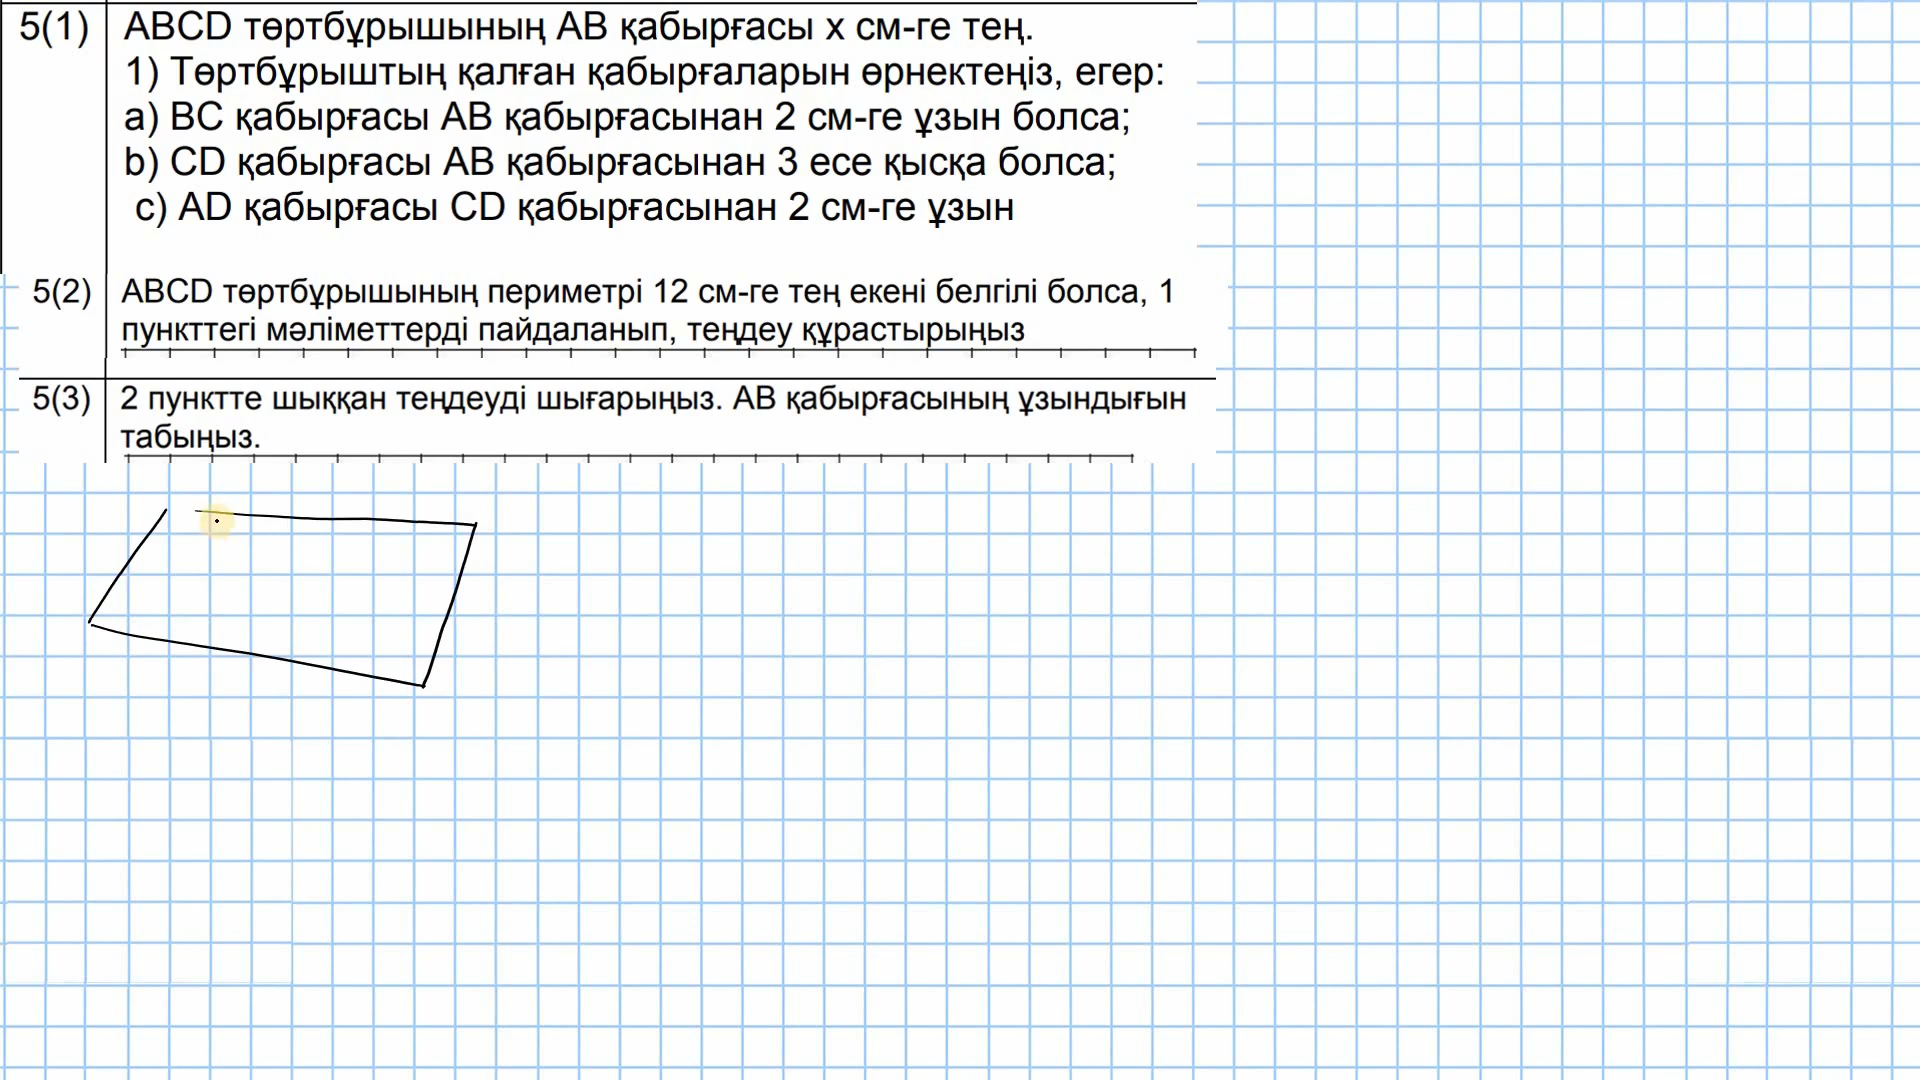 5(1) ABCD төртбұрышының AB қабырғасы x см-ге тең.
1) Төртбұрыштың қалған қабырғаларын өрнектеңіз, егер:
a) BC қабырғасы AB қабырғасынан 2 см-ге ұзын болса;
b) CD қабырғасы AB қабырғасынан 3 есе қысқа болса;
c) AD қабырғасы CD қабырғасынан 2 см-ге ұзын
5(2) ABCD төртбұрышының периметрі 12 см-ге тең екені белгілі болса, 1
пункттегі мәліметтерді пайдаланып, теңдеу құрастырыңыз
5(3) 2 пунктте шыққан теңдеуді шығарыңыз. AB қабырғасының ұзындығын
табыңыз.